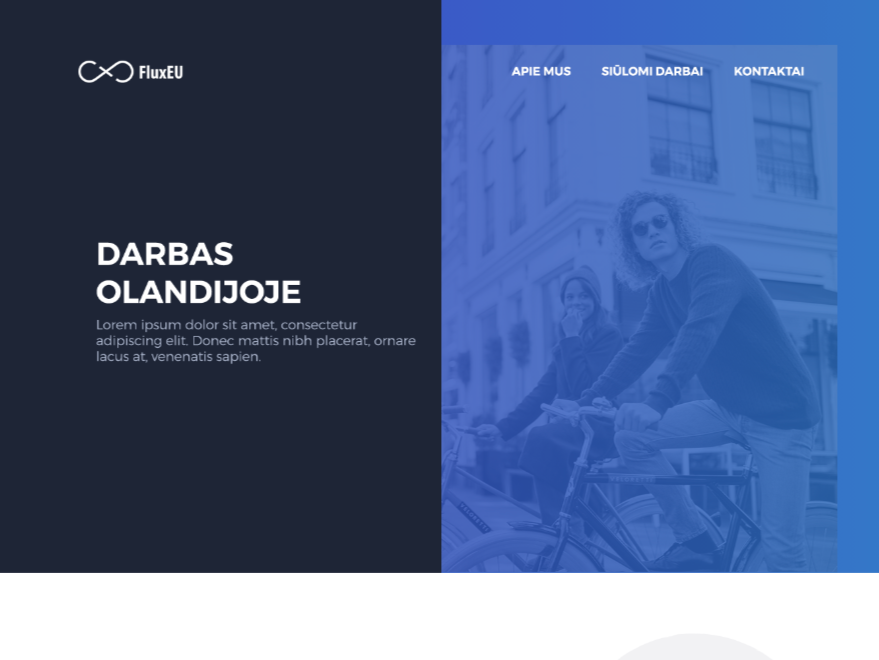 FluxEU
APIE MUS
SIŪLOMI DARBAI
KONTAKTAI
DARBAS
OLANDIJOJE
Lorem ipsum dolor sit amet, consectetur
adipiscing elit. Donec mattis nibh placerat, ornare
lacus at, venenatis sapien.